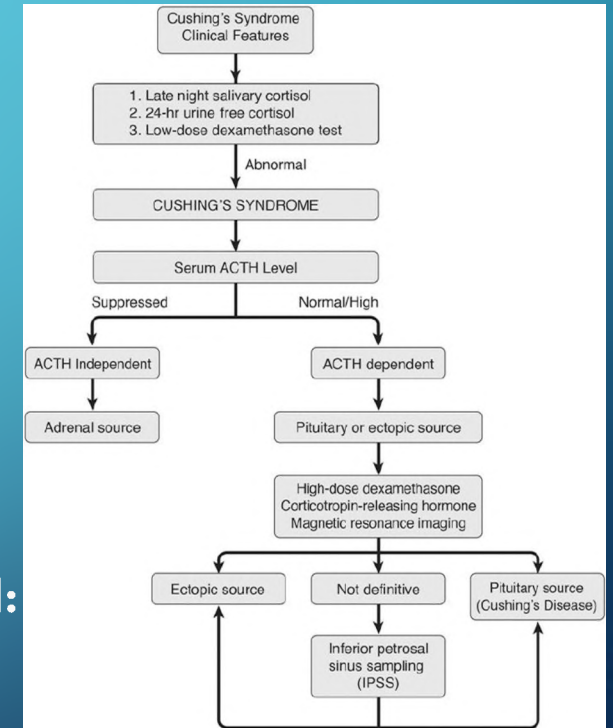 Cushing's Syndrome
Clinical Features
1. Late night salivary cortisol
2. 24-hr urine free cortisol
3. Low-dose dexamethasone test
Abnormal
CUSHING'S SYNDROME
Serum ACTH Level
Suppressed
Normal/High
ACTH Independent
ACTH dependent
Adrenal source
Pituitary or ectopic source
High-dose dexamethasone
Corticotropin-releasing hormone
Magnetic resonance imaging
Ectopic source
Not definitive
Pituitary source
(Cushing's Disease)
Inferior petrosal
sinus sampling
(IPSS)